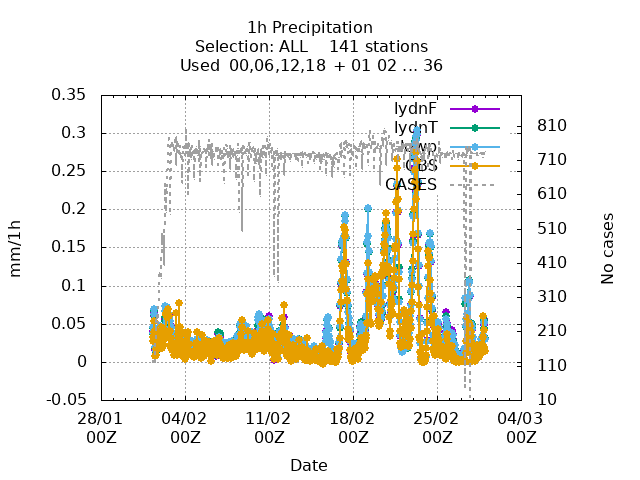 1h Precipitation
Selection: ALL    141 stations
Used  00,06,12,18 + 01 02 ... 36
0.35
0.3
0.25
0.2
0.15
0.1
0.05
0
-0.05
mm/1h
810
710
610
510
410
310
210
110
10
No cases
lydnF
lydnT
OBS
CASES
28/01 04/02 11/02 18/02 25/02 04/03
00Z 00Z 00Z 00Z 00Z 00Z
Date